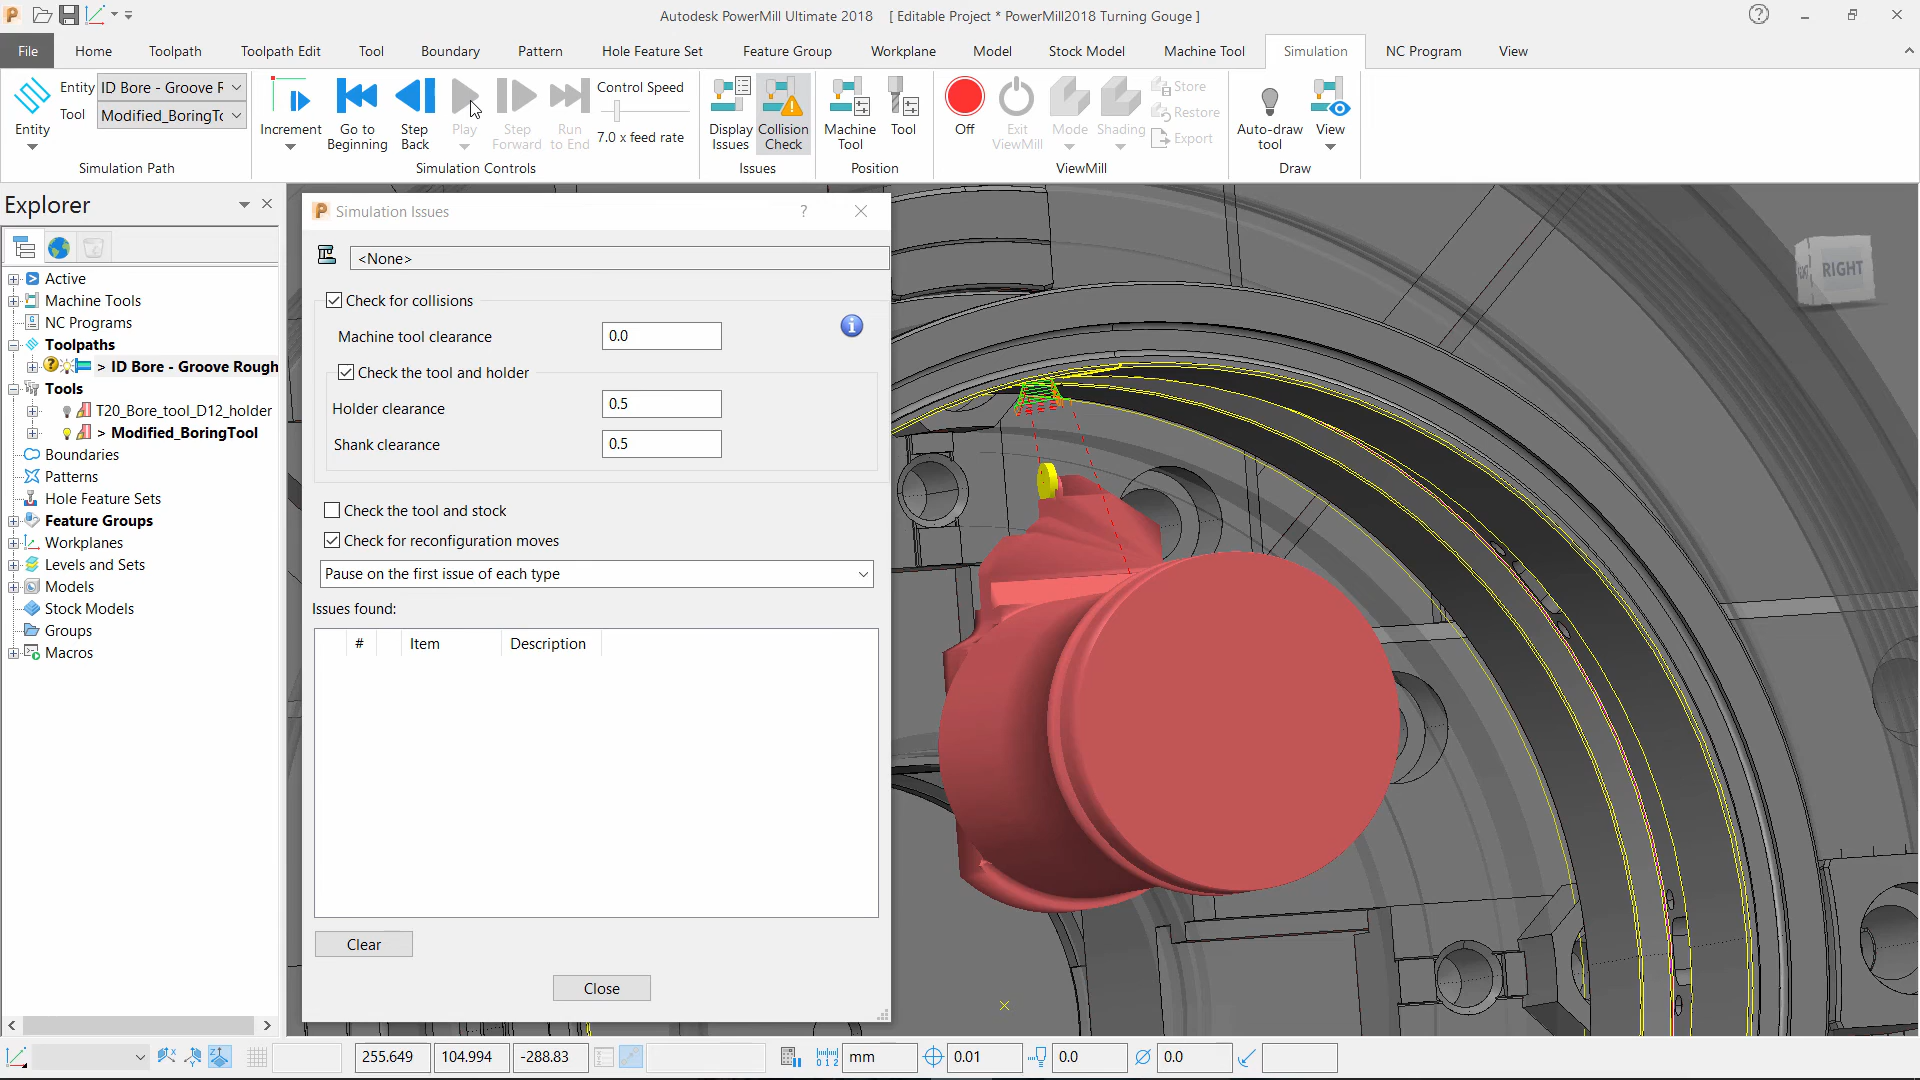 P
Autodesk PowerMill Ultimate 2018 [ Editable Project * PowerMill2018 Turning Gouge ]
File Home Toolpath Toolpath Edit Tool Boundary Pattern Hole Feature Set Feature Group Workplane Model Stock Model Machine Tool Simulation NC Program View
Entity
Entity ID Bore - Groove R
Tool Modified_BoringTo
Simulation Path
Increment
Go to
Beginning
Step
Back
Play
Step
Forward
Run
to End
Control Speed
7.0 x feed rate
Simulation Controls
Display
Issues
Collision
Check
Issues
Machine
Tool
Tool
Position
Off
Exit
ViewMill
Mode
Shading
Store
Restore
Export
ViewMill
Auto-draw
tool
View
Draw
Explorer
Active
Machine Tools
NC Programs
Toolpaths
> ID Bore - Groove Rough
Tools
T20_Bore_tool_D12_holder
> Modified_BoringTool
Boundaries
Patterns
Hole Feature Sets
Feature Groups
Workplanes
Levels and Sets
Models
Stock Models
Groups
Macros
P Simulation Issues ?
<None>
Check for collisions
Machine tool clearance 0.0
Check the tool and holder
Holder clearance 0.5
Shank clearance 0.5
Check the tool and stock
Check for reconfiguration moves
Pause on the first issue of each type
Issues found:
# Item Description
Clear
Close
RIGHT
255.649 104.994 -288.83 mm 0.01 0.0 0.0